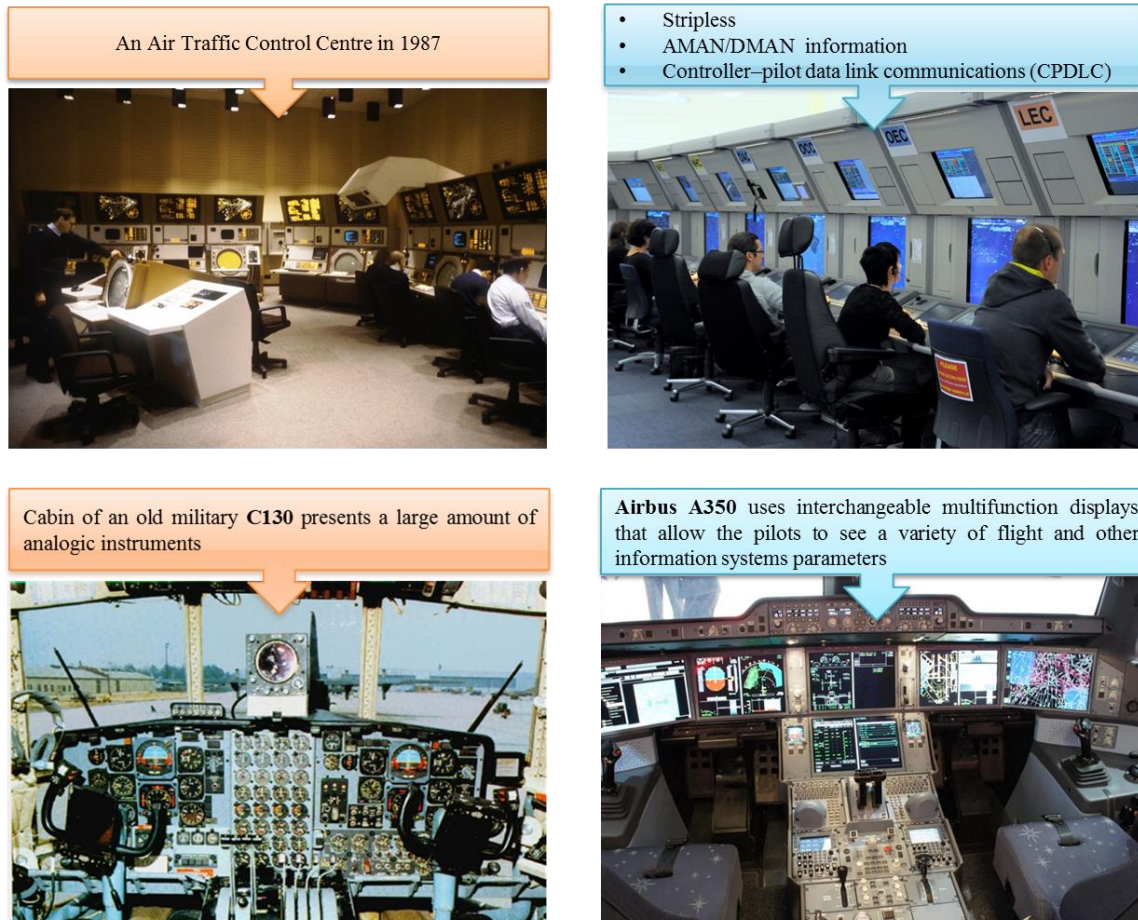 An Air Traffic Control Centre in 1987
• Stripless
• AMAN/DMAN information
• Controller–pilot data link communications (CPDLC)
LEC
OEC
OCC
PLEASE
Cabin of an old military C130 presents a large amount of
analogic instruments
Airbus A350 uses interchangeable multifunction displays
that allow the pilots to see a variety of flight and other
information systems parameters